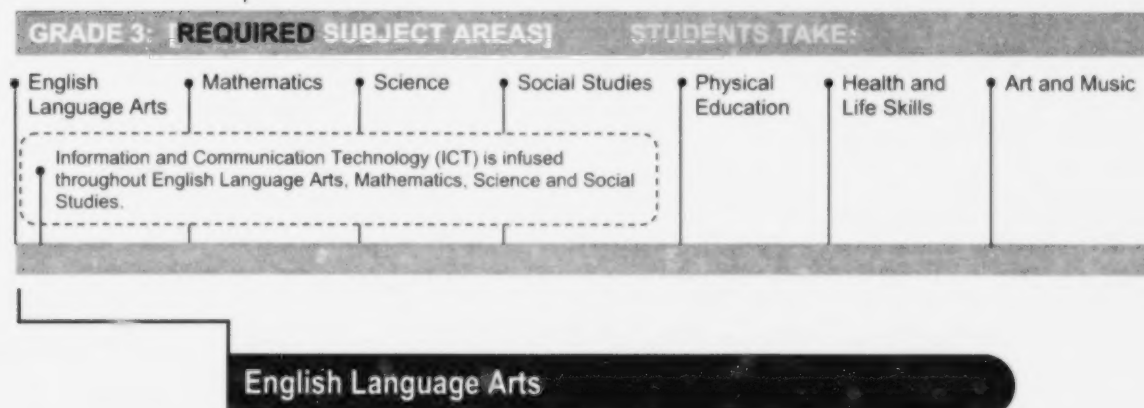 GRADE 3: [REQUIRED SUBJECT AREAS] STUDENTS TAKE:
English
Language Arts
Mathematics
Science
Social Studies
Physical
Education
Health and
Life Skills
Art and Music
Information and Communication Technology (ICT) is infused
throughout English Language Arts, Mathematics, Science and Social
Studies.
English Language Arts